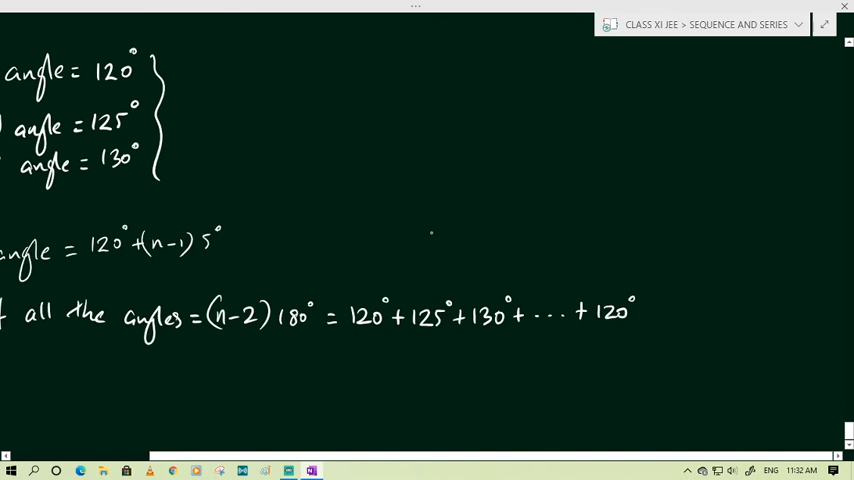 CLASS XI JEE > SEQUENCE AND SERIES
angle = 120°
angle = 125°
angle = 130°
angle = 120° + (n-1) 5°
all the angles = (n-2) 180° = 120° + 125° + 130° + ... + 120°
ENG 11:32 AM